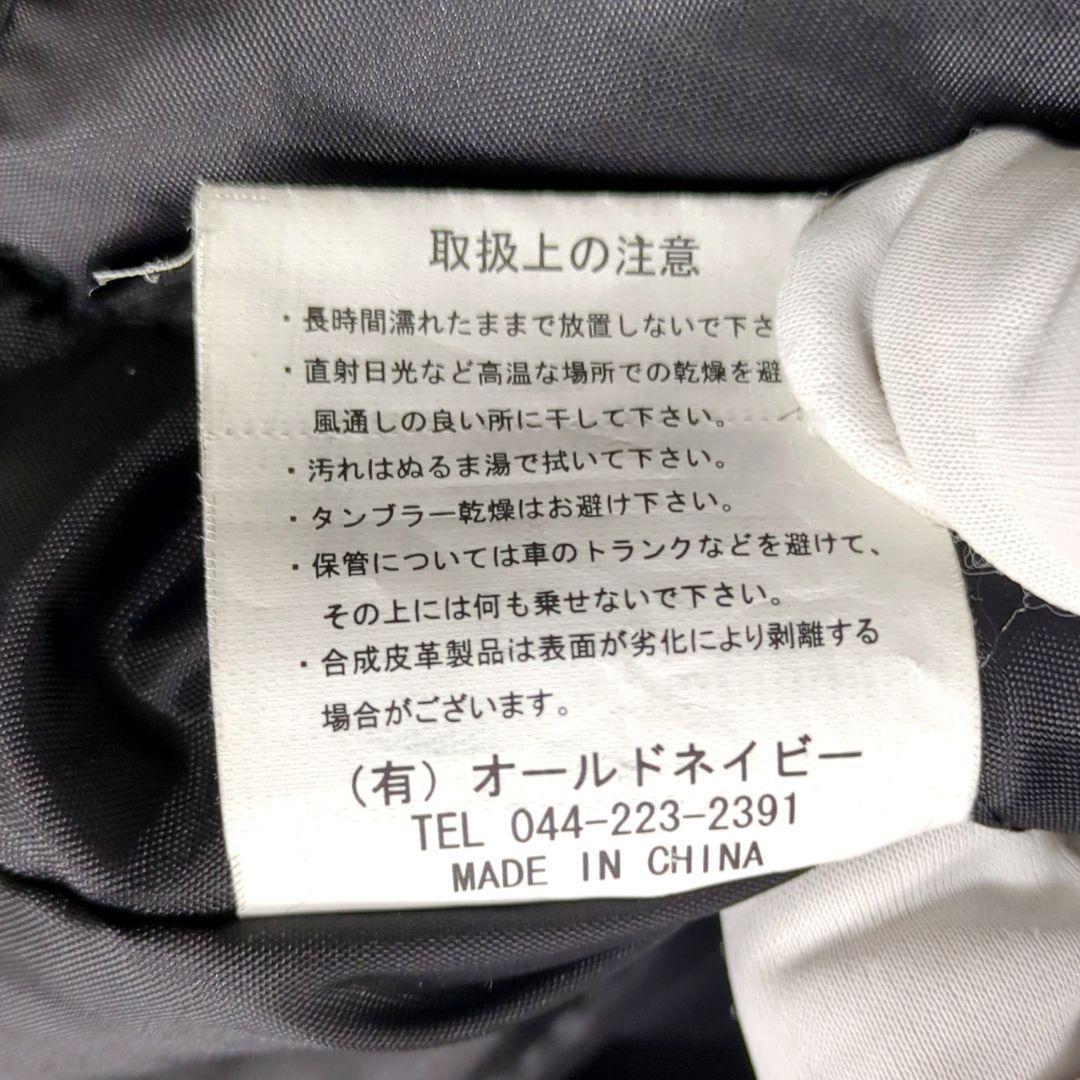 取扱上の注意
・長時間濡れたままで放置しないで下さ
・直射日光など高温な場所での乾燥を避
風通しの良い所に干して下さい。
・汚れはぬるま湯で拭いて下さい。
・タンブラー乾燥はお避け下さい。
・保管については車のトランクなどを避けて、
その上には何も乗せないで下さい。
・合成皮革製品は表面が劣化により剥離する
場合がございます。
(有)オールドネイビー
TEL 044-223-2391
MADE IN CHINA